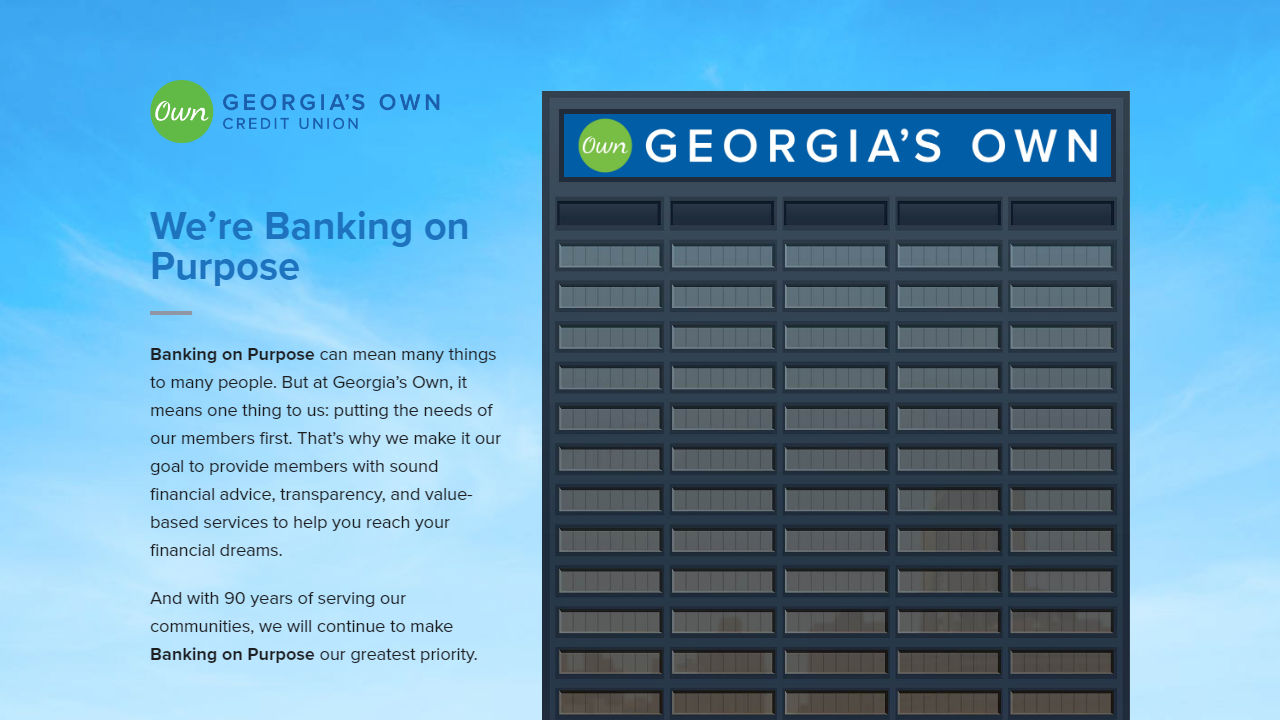 Own
GEORGIA'S OWN
CREDIT UNION
Own GEORGIA'S OWN
We're Banking on
Purpose
Banking on Purpose can mean many things
to many people. But at Georgia's Own, it
means one thing to us: putting the needs of
our members first. That's why we make it our
goal to provide members with sound
financial advice, transparency, and value-
based services to help you reach your
financial dreams.
And with 90 years of serving our
communities, we will continue to make
Banking on Purpose our greatest priority.